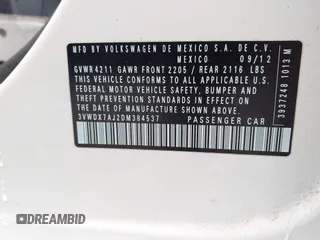 MFD BY VOLKSWAGEN DE MEXICO S.A. DE C.V.
MEXICO 09/12
GVWR 4211 GAWR FRONT 2205 / REAR 2116 LBS
THIS VEHICLE CONFORMS TO ALL APPLICABLE
FEDERAL MOTOR VEHICLE SAFETY, BUMPER AND
THEFT PREVENTION STANDARDS IN EFFECT ON
THE DATE OF MANUFACTURE SHOWN ABOVE.
3VWDX7AJ2DM384537
PASSENGER CAR
3937248 1013 M
DREAMBID